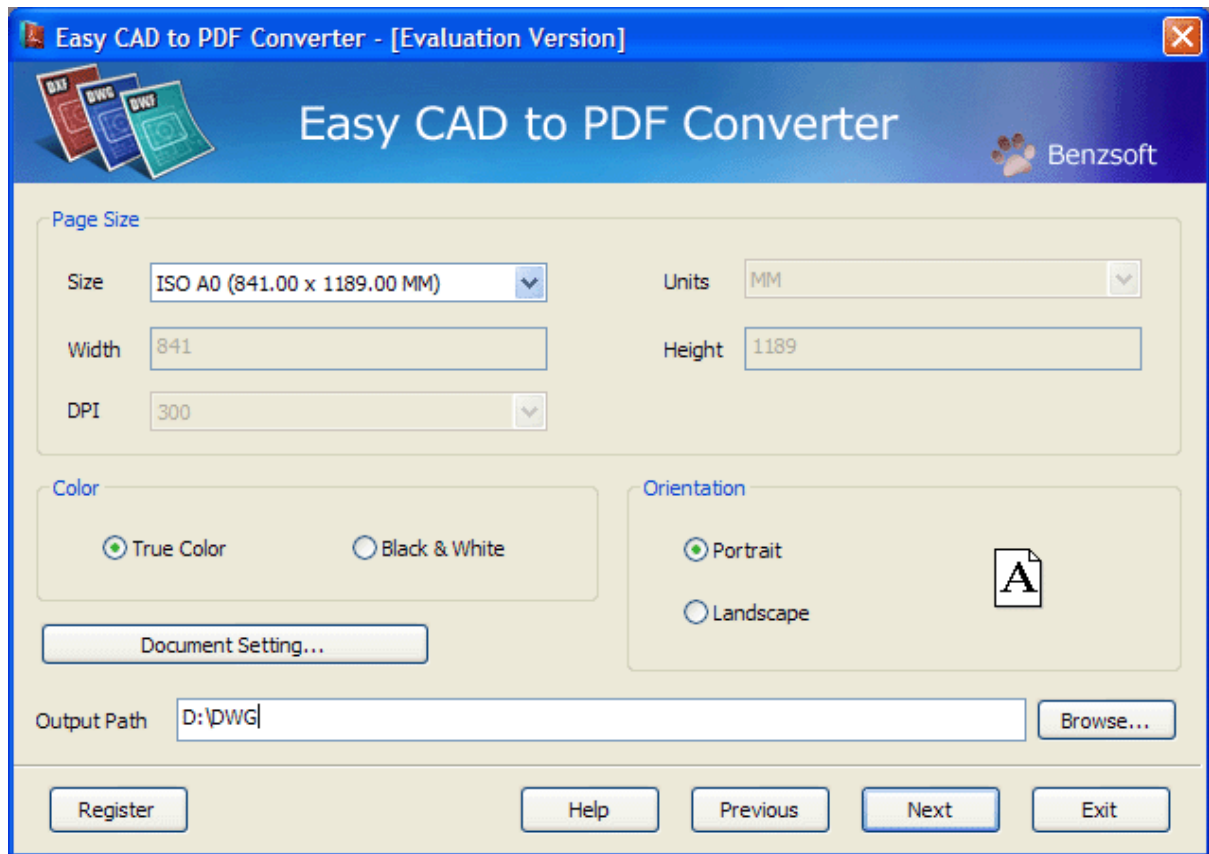 Easy CAD to PDF Converter - [Evaluation Version]
DXF
DWG
DWF
Easy CAD to PDF Converter
Benzsoft
Page Size
Size ISO A0 (841.00 x 1189.00 MM) Units MM
Width 841 Height 1189
DPI 300
Color
True Color Black & White
Orientation
Portrait
A
Landscape
Document Setting...
Output Path D:\DWG Browse...
Register Help Previous Next Exit